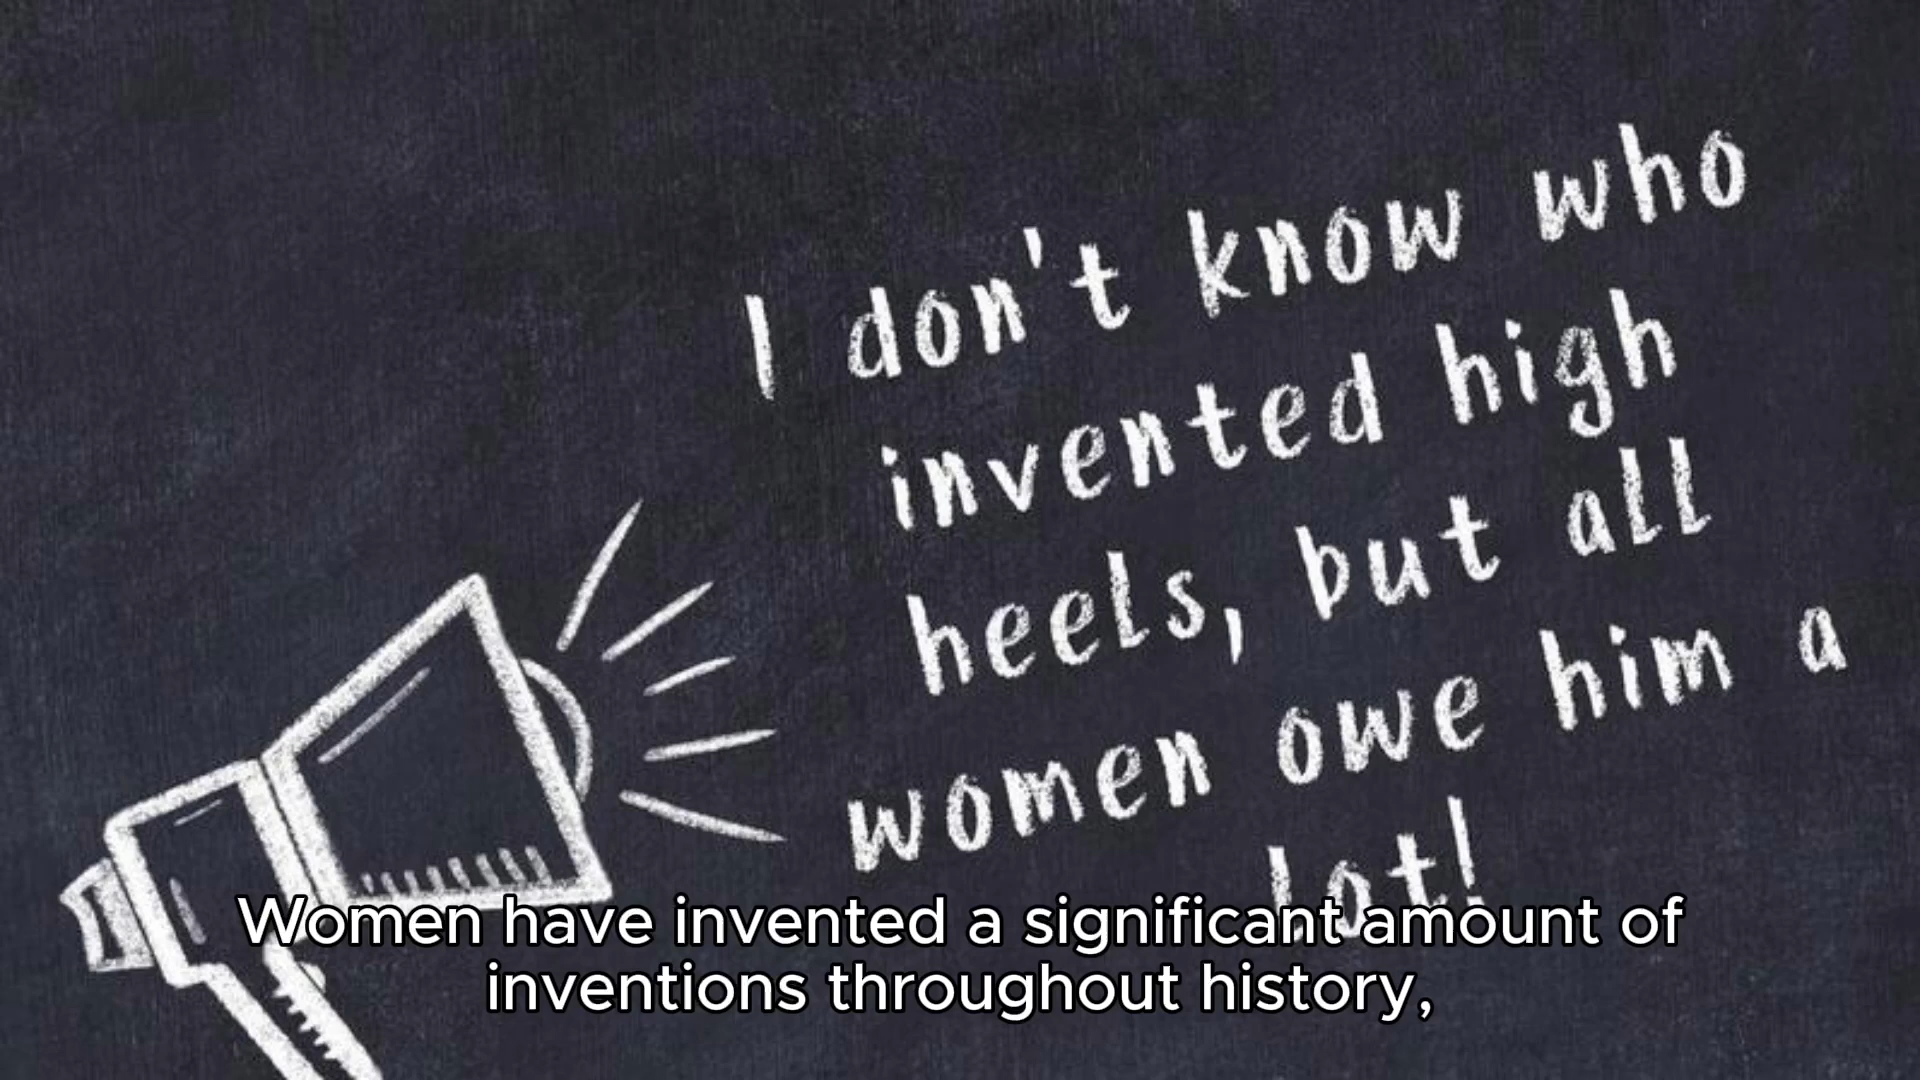 I don't know who
invented high
heels, but all
women owe him a
lot!
Women have invented a significant amount of
inventions throughout history,